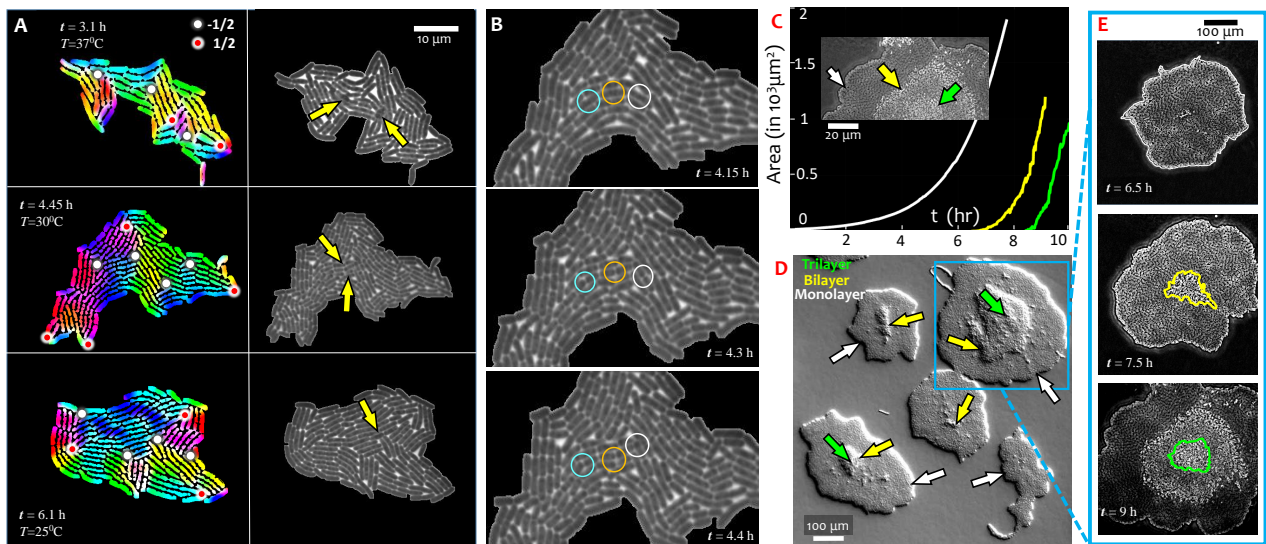 A
t = 3.1 h
T=37⁰C
-1/2
1/2
10 µm
t = 4.45 h
T=30⁰C
t = 6.1 h
T=25⁰C
B
t = 4.15 h
t = 4.3 h
t = 4.4 h
C
Area (in 10³µm²)
2
1.5
1
0.5
0
20 µm
t (hr)
2
4
6
8
10
D
Trilayer
Bilayer
Monolayer
100 µm
E
100 µm
t = 6.5 h
t = 7.5 h
t = 9 h